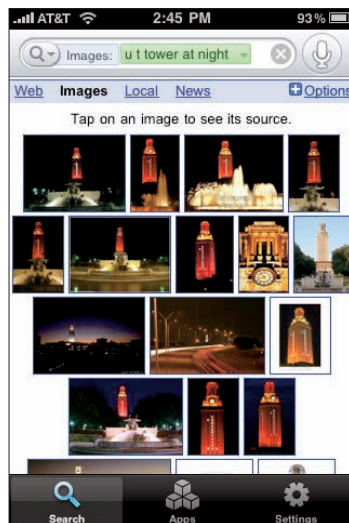 AT&T 2:45 PM 93%
Images: u t tower at night
Web Images Local News Options
Tap on an image to see its source.
Search Apps Settings